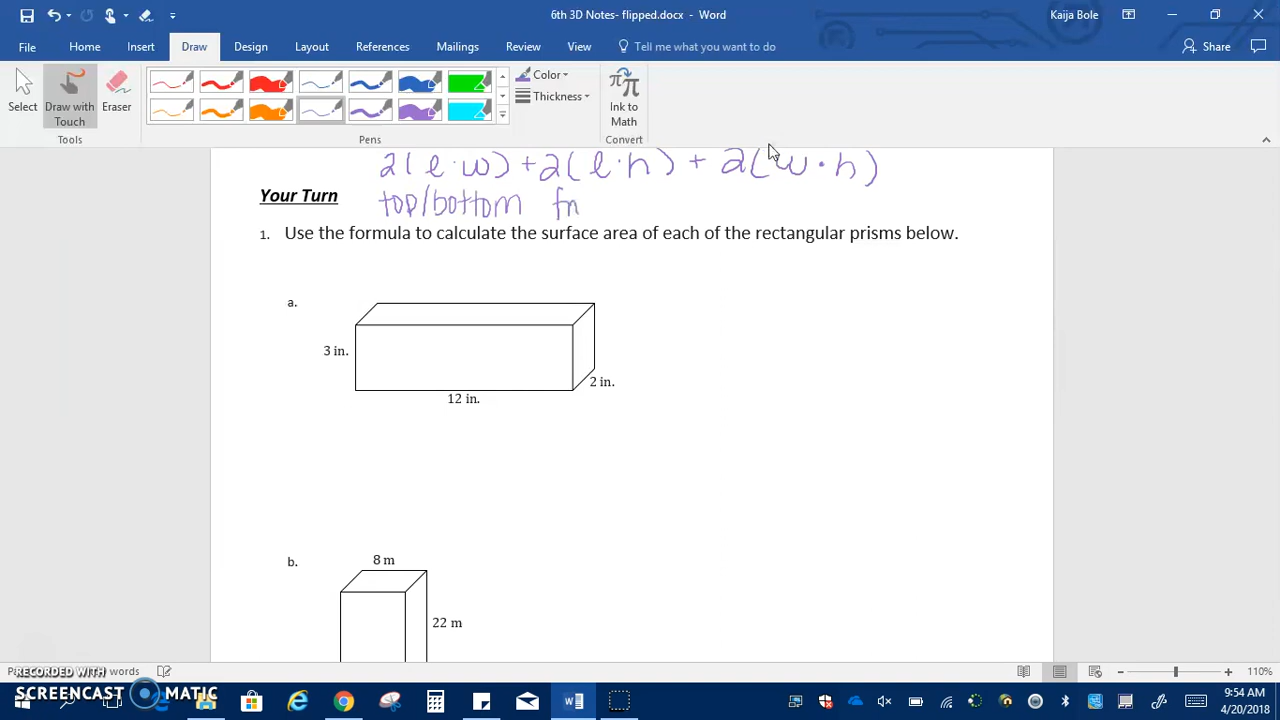 6th 3D Notes- flipped.docx - Word
Kaija Bole
File Home Insert Draw Design Layout References Mailings Review View Tell me what you want to do Share
Select
Draw with Touch
Eraser
Color
Thickness
Ink to Math
Tools
Pens
Convert
2(l·w)+2(l·h)+2(w·h)
Your Turn
top/bottom
1. Use the formula to calculate the surface area of each of the rectangular prisms below.
a.
3 in.
2 in.
12 in.
b.
8 m
22 m
words
110%
RECORDED WITH
SCREENCAST MATIC
9:54 AM
4/20/2018